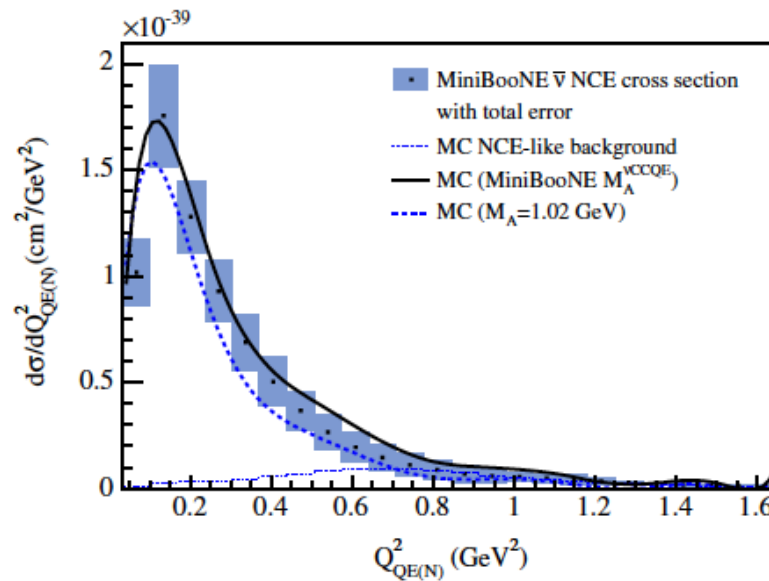 ×10⁻³⁹
2
1.5
1
0.5
0
dσ/dQ²_QE(N) (cm²/GeV²)
MiniBooNE ν̄ NCE cross section
with total error
MC NCE-like background
MC (MiniBooNE M_A^νCCQE)
MC (M_A=1.02 GeV)
0.2 0.4 0.6 0.8 1.0 1.2 1.4 1.6
Q²_QE(N) (GeV²)